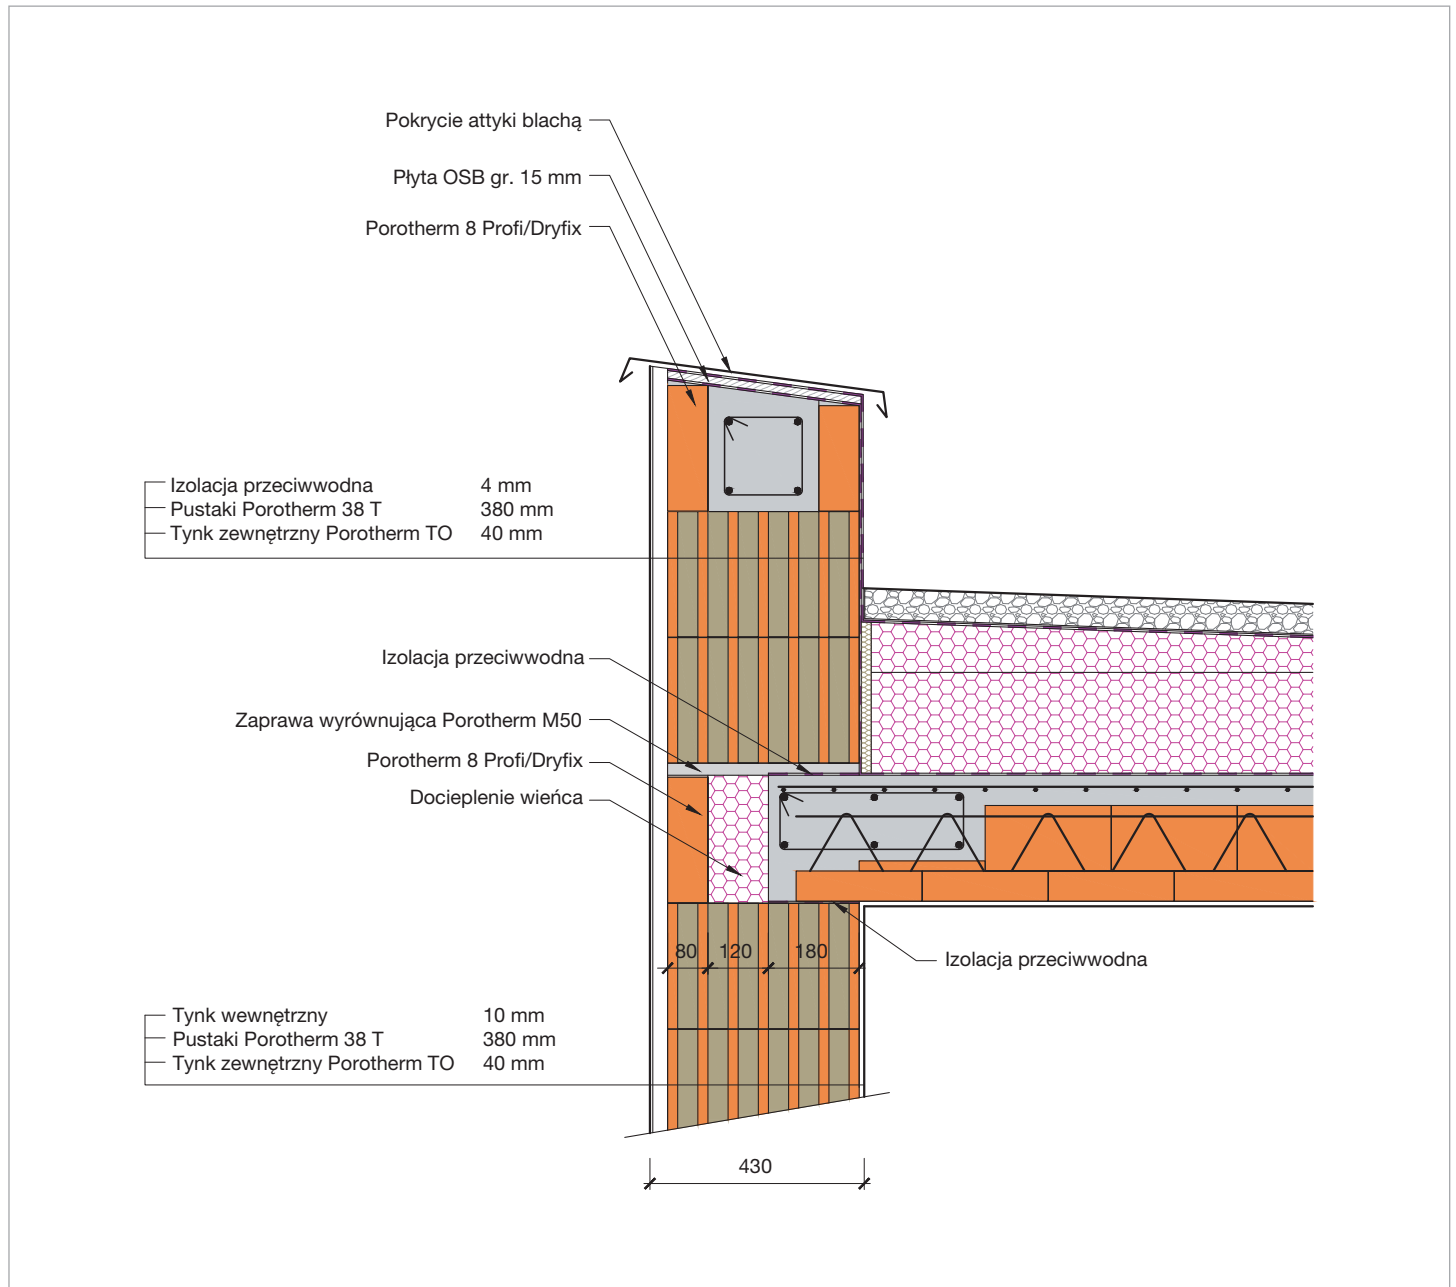 Pokrycie attyki blachą
Płyta OSB gr. 15 mm
Porotherm 8 Profi/Dryfix
Izolacja przeciwwodna 4 mm
Pustaki Porotherm 38 T 380 mm
Tynk zewnętrzny Porotherm TO 40 mm
Izolacja przeciwwodna
Zaprawa wyrównująca Porotherm M50
Porotherm 8 Profi/Dryfix
Docieplenie wieńca
80 120 180
Izolacja przeciwwodna
Tynk wewnętrzny 10 mm
Pustaki Porotherm 38 T 380 mm
Tynk zewnętrzny Porotherm TO 40 mm
430